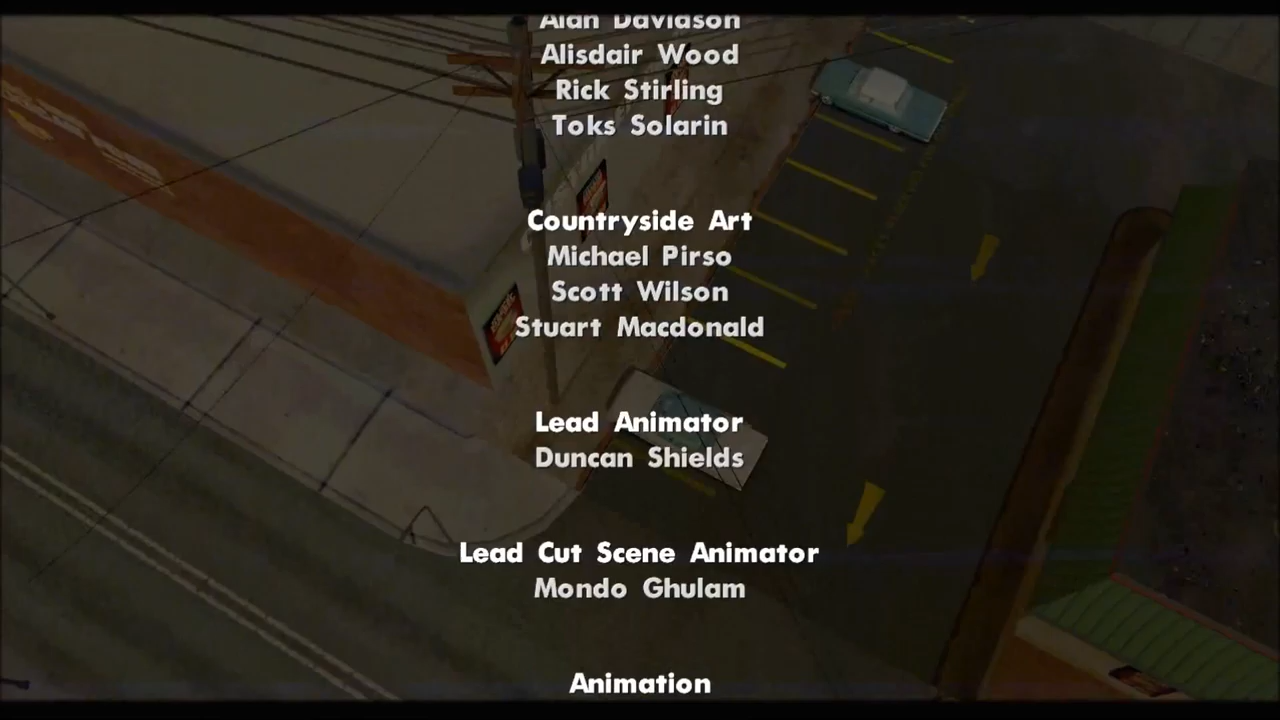 Alan Davidson
Alisdair Wood
Rick Stirling
Toks Solarin
Countryside Art
Michael Pirso
Scott Wilson
Stuart Macdonald
Lead Animator
Duncan Shields
Lead Cut Scene Animator
Mondo Ghulam
Animation